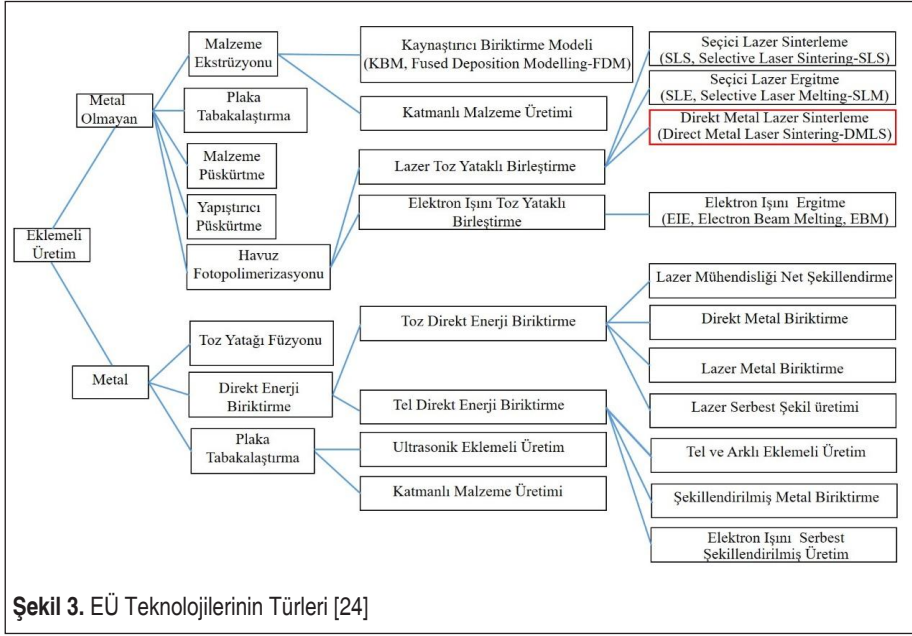 Eklemeli
Üretim
Metal
Olmayan
Metal
Malzeme
Ekstrüzyonu
Plaka
Tabakalaştırma
Malzeme
Püskürtme
Yapıştırıcı
Püskürtme
Havuz
Fotopolimerizasyonu
Toz Yatağı Füzyonu
Direkt Enerji
Biriktirme
Plaka
Tabakalaştırma
Kaynaştırıcı Biriktirme Modeli
(KBM, Fused Deposition Modelling-FDM)
Katmanlı Malzeme Üretimi
Lazer Toz Yataklı Birleştirme
Elektron Işını Toz Yataklı
Birleştirme
Toz Direkt Enerji Biriktirme
Tel Direkt Enerji Biriktirme
Ultrasonik Eklemeli Üretim
Katmanlı Malzeme Üretimi
Seçici Lazer Sinterleme
(SLS, Selective Laser Sintering-SLS)
Seçici Lazer Ergitme
(SLE, Selective Laser Melting-SLM)
Direkt Metal Lazer Sinterleme
(Direct Metal Laser Sintering-DMLS)
Elektron Işını Ergitme
(EIE, Electron Beam Melting, EBM)
Lazer Mühendisliği Net Şekillendirme
Direkt Metal Biriktirme
Lazer Metal Biriktirme
Lazer Serbest Şekil üretimi
Tel ve Arklı Eklemeli Üretim
Şekillendirilmiş Metal Biriktirme
Elektron Işını Serbest
Şekillendirilmiş Üretim
Şekil 3. EÜ Teknolojilerinin Türleri [24]